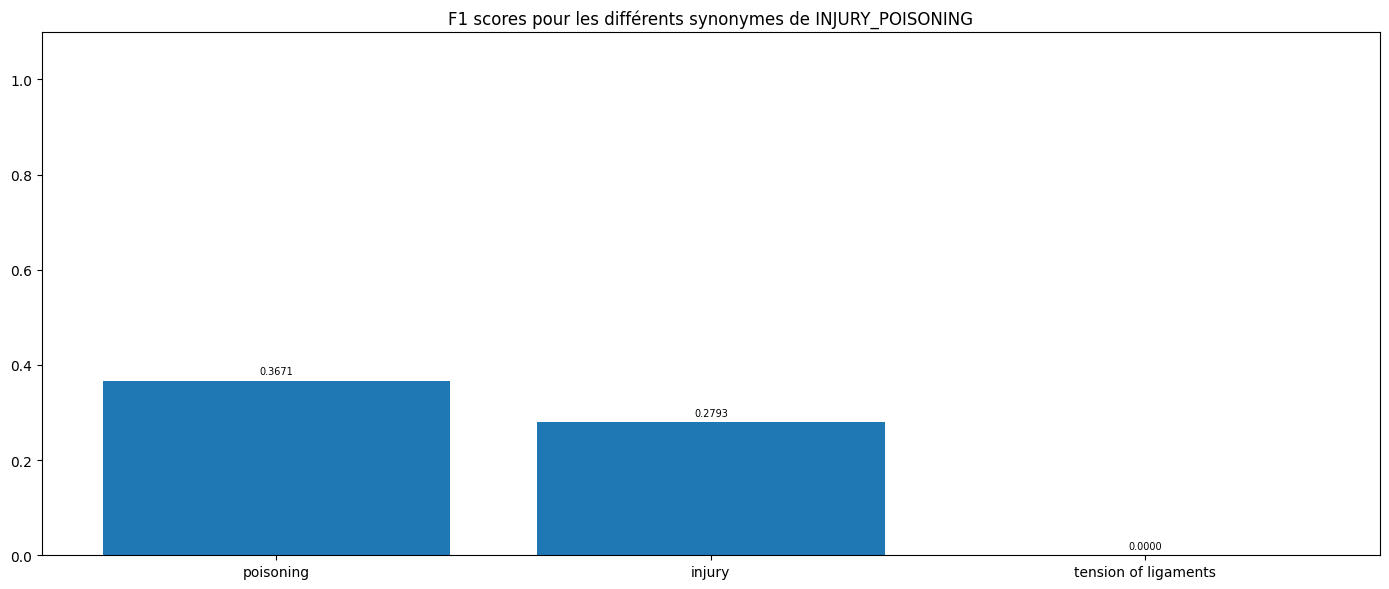 F1 scores pour les différents synonymes de INJURY_POISONING
1.0
0.8
0.6
0.4
0.2
0.0
0.3671
0.2793
0.0000
poisoning
injury
tension of ligaments